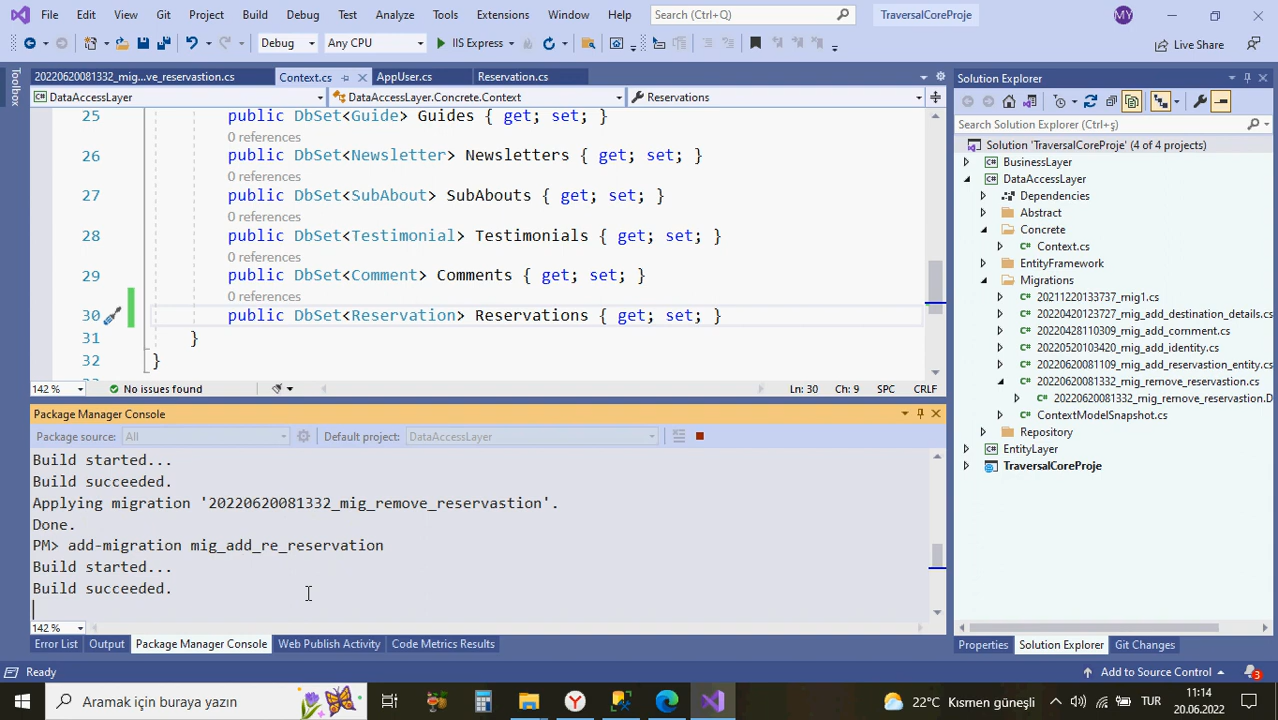 File Edit View Git Project Build Debug Test Analyze Tools Extensions Window Help Search (Ctrl+Q) TraversalCoreProje MY
Debug Any CPU IIS Express Live Share
Toolbox
20220620081332_mig...ve_reservastion.cs Context.cs AppUser.cs Reservation.cs
DataAccessLayer DataAccessLayer.Concrete.Context Reservations
25 public DbSet<Guide> Guides { get; set; }
0 references
26 public DbSet<Newsletter> Newsletters { get; set; }
0 references
27 public DbSet<SubAbout> SubAbouts { get; set; }
0 references
28 public DbSet<Testimonial> Testimonials { get; set; }
0 references
29 public DbSet<Comment> Comments { get; set; }
0 references
30 public DbSet<Reservation> Reservations { get; set; }
31 }
32 }
142 % No issues found Ln: 30 Ch: 9 SPC CRLF
Package Manager Console
Package source: All Default project: DataAccessLayer
Build started...
Build succeeded.
Applying migration '20220620081332_mig_remove_reservastion'.
Done.
PM> add-migration mig_add_re_reservation
Build started...
Build succeeded.
142 %
Error List Output Package Manager Console Web Publish Activity Code Metrics Results
Solution Explorer
Search Solution Explorer (Ctrl+ş)
Solution 'TraversalCoreProje' (4 of 4 projects)
BusinessLayer
DataAccessLayer
Dependencies
Abstract
Concrete
Context.cs
EntityFramework
Migrations
20211220133737_mig1.cs
20220420123727_mig_add_destination_details.cs
20220428110309_mig_add_comment.cs
20220520103420_mig_add_identity.cs
20220620081109_mig_add_reservastion_entity.cs
20220620081332_mig_remove_reservastion.cs
20220620081332_mig_remove_reservastion.D
ContextModelSnapshot.cs
Repository
EntityLayer
TraversalCoreProje
Properties Solution Explorer Git Changes
Ready Add to Source Control 3
Aramak için buraya yazın 22°C Kısmen güneşli TUR 11:14
20.06.2022